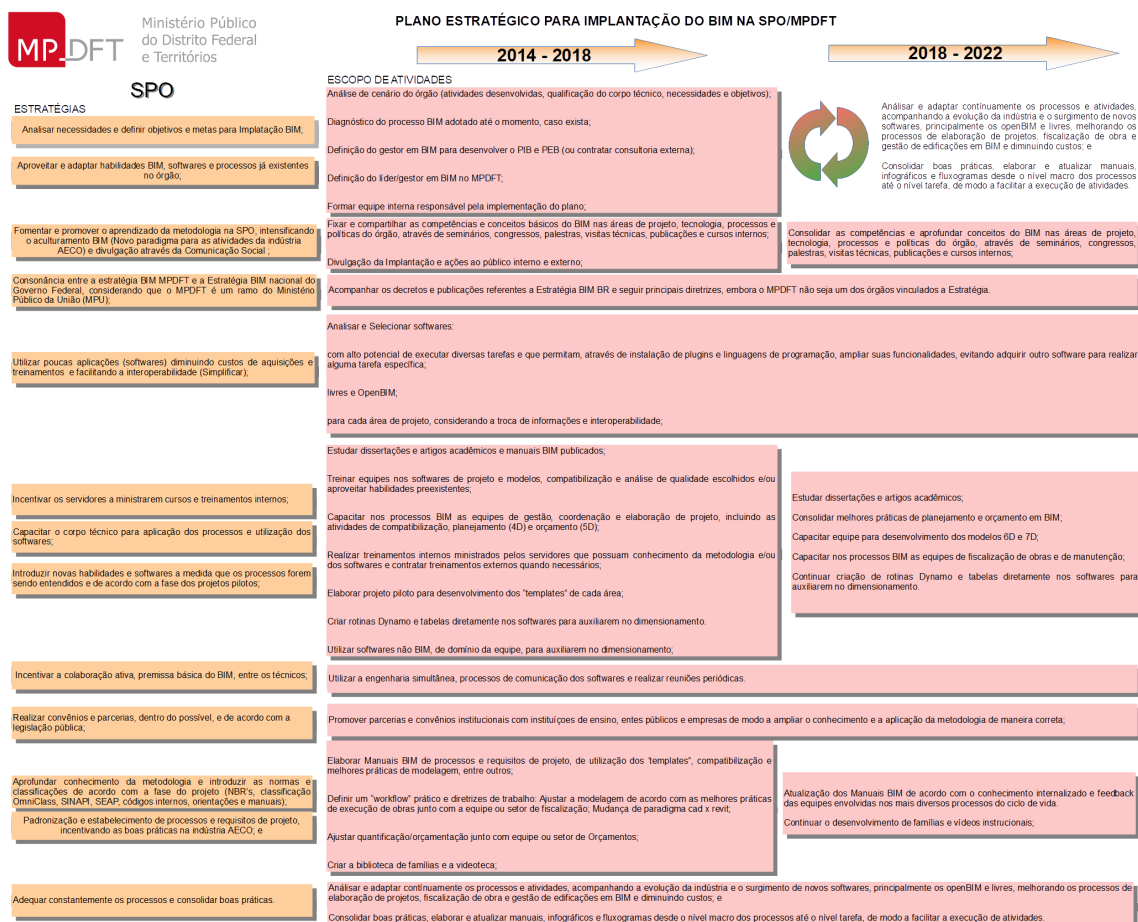 PLANO ESTRATÉGICO PARA IMPLANTAÇÃO DO BIM NA SPO/MPDFT
MP_DFT
Ministério Público
do Distrito Federal
e Territórios
2014 - 2018
2018 - 2022
SPO
ESTRATÉGIAS
ESCOPO DE ATIVIDADES
Analisar necessidades e definir objetivos e metas para Implatação BIM;
Aproveitar e adaptar habilidades BIM, softwares e processos já existentes
no órgão;
Análise de cenário do órgão (atividades desenvolvidas, qualificação do corpo técnico, necessidades e objetivos);
Diagnóstico do processo BIM adotado até o momento, caso exista;
Definição do gestor em BIM para desenvolver o PIB e PEB (ou contratar consultoria externa);
Definição do líder/gestor em BIM no MPDFT;
Formar equipe interna responsável pela implementação do plano;
Análisar e adaptar contínuamente os processos e atividades,
acompanhando a evolução da indústria e o surgimento de novos
softwares, principalmente os openBIM e livres, melhorando os
processos de elaboração de projetos, fiscalização de obra e
gestão de edificações em BIM e diminuindo custos; e
Consolidar boas práticas, elaborar e atualizar manuais,
infográficos e fluxogramas desde o nível macro dos processos
até o nível tarefa, de modo a facilitar a execução de atividades.
Fomentar e promover o aprendizado da metodologia na SPO, intensificando
o aculturamento BIM (Novo paradigma para as atividades da indústria
AECO) e divulgação através da Comunicação Social ;
Fixar e compartilhar as competências e conceitos básicos do BIM nas áreas de projeto, tecnologia, processos e
políticas do órgão, através de seminários, congressos, palestras, visitas técnicas, publicações e cursos internos;
Divulgação da Implantação e ações ao público interno e externo;
Consolidar as competências e aprofundar conceitos do BIM nas áreas de projeto,
tecnologia, processos e políticas do órgão, através de seminários, congressos,
palestras, visitas técnicas, publicações e cursos internos;
Consonância entre a estratégia BIM MPDFT e a Estratégia BIM nacional do
Governo Federal, considerando que o MPDFT é um ramo do Ministério
Público da União (MPU);
Acompanhar os decretos e publicações referentes a Estratégia BIM BR e seguir principais diretrizes, embora o MPDFT não seja um dos órgãos vinculados a Estratégia.
Utilizar poucas aplicações (softwares) diminuindo custos de aquisições e
treinamentos e facilitando a interoperabilidade (Simplificar);
Analisar e Selecionar softwares:
com alto potencial de executar diversas tarefas e que permitam, através de instalação de plugins e linguagens de programação, ampliar suas funcionalidades, evitando adquirir outro software para realizar
alguma tarefa específica;
livres e OpenBIM;
para cada área de projeto, considerando a troca de informações e interoperabilidade;
Incentivar os servidores a ministrarem cursos e treinamentos internos;
Capacitar o corpo técnico para aplicação dos processos e utilização dos
softwares;
Introduzir novas habilidades e softwares a medida que os processos forem
sendo entendidos e de acordo com a fase dos projetos pilotos;
Estudar dissertações e artigos acadêmicos e manuais BIM publicados;
Treinar equipes nos softwares de projeto e modelos, compatibilização e análise de qualidade escolhidos e/ou
aproveitar habilidades preexistentes;
Capacitar nos processos BIM as equipes de gestão, coordenação e elaboração de projeto, incluindo as
atividades de compatibilização, planejamento (4D) e orçamento (5D);
Realizar treinamentos internos ministrados pelos servidores que possuam conhecimento da metodologia e/ou
dos softwares e contratar treinamentos externos quando necessários;
Elaborar projeto piloto para desenvolvimento dos "templates" de cada área;
Criar rotinas Dynamo e tabelas diretamente nos softwares para auxiliarem no dimensionamento.
Utilizar softwares não BIM, de domínio da equipe, para auxiliarem no dimensionamento;
Estudar dissertações e artigos acadêmicos;
Consolidar melhores práticas de planejamento e orçamento em BIM;
Capacitar equipe para desenvolvimento dos modelos 6D e 7D;
Capacitar nos processos BIM as equipes de fiscalização de obras e de manutenção;
Continuar criação de rotinas Dynamo e tabelas diretamente nos softwares para
auxiliarem no dimensionamento.
Incentivar a colaboração ativa, premissa básica do BIM, entre os técnicos;
Utilizar a engenharia simultânea, processos de comunicação dos softwares e realizar reuniões periódicas.
Realizar convênios e parcerias, dentro do possível, e de acordo com a
legislação pública;
Promover parcerias e convênios institucionais com instituíçoes de ensino, entes públicos e empresas de modo a ampliar o conhecimento e a aplicação da metodologia de maneira correta;
Aprofundar conhecimento da metodologia e introduzir as normas e
classificações de acordo com a fase do projeto (NBR's, classificação
OmniClass, SINAPI, SEAP, códigos internos, orientações e manuais);
Padronização e estabelecimento de processos e requisitos de projeto,
incentivando as boas práticas na indústria AECO; e
Elaborar Manuais BIM de processos e requisitos de projeto, de utilização dos "templates", compatibilização e
melhores práticas de modelagem, entre outros;
Definir um "workflow" prático e diretrizes de trabalho: Ajustar a modelagem de acordo com as melhores práticas
de execução de obras junto com a equipe ou setor de fiscalização; Mudança de paradigma cad x revit;
Ajustar quantificação/orçamentação junto com equipe ou setor de Orçamentos;
Criar a biblioteca de famílias e a videoteca;
Atualização dos Manuais BIM de acordo com o conhecimento internalizado e feedback
das equipes envolvidas nos mais diversos processos do ciclo de vida.
Continuar o desenvolvimento de famílias e vídeos instrucionais;
Adequar constantemente os processos e consolidar boas práticas.
Análisar e adaptar contínuamente os processos e atividades, acompanhando a evolução da indústria e o surgimento de novos softwares, principalmente os openBIM e livres, melhorando os processos de
elaboração de projetos, fiscalização de obra e gestão de edificações em BIM e diminuindo custos; e
Consolidar boas práticas, elaborar e atualizar manuais, infográficos e fluxogramas desde o nível macro dos processos até o nível tarefa, de modo a facilitar a execução de atividades.